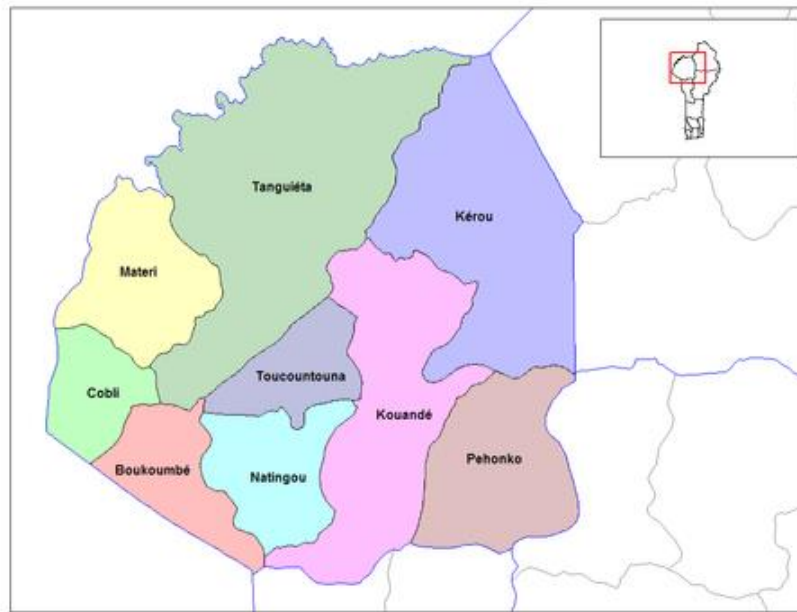 Tanguiéta
Kérou
Materi
Toucountouna
Cobli
Kouandé
Boukoumbé
Natingou
Pehonko